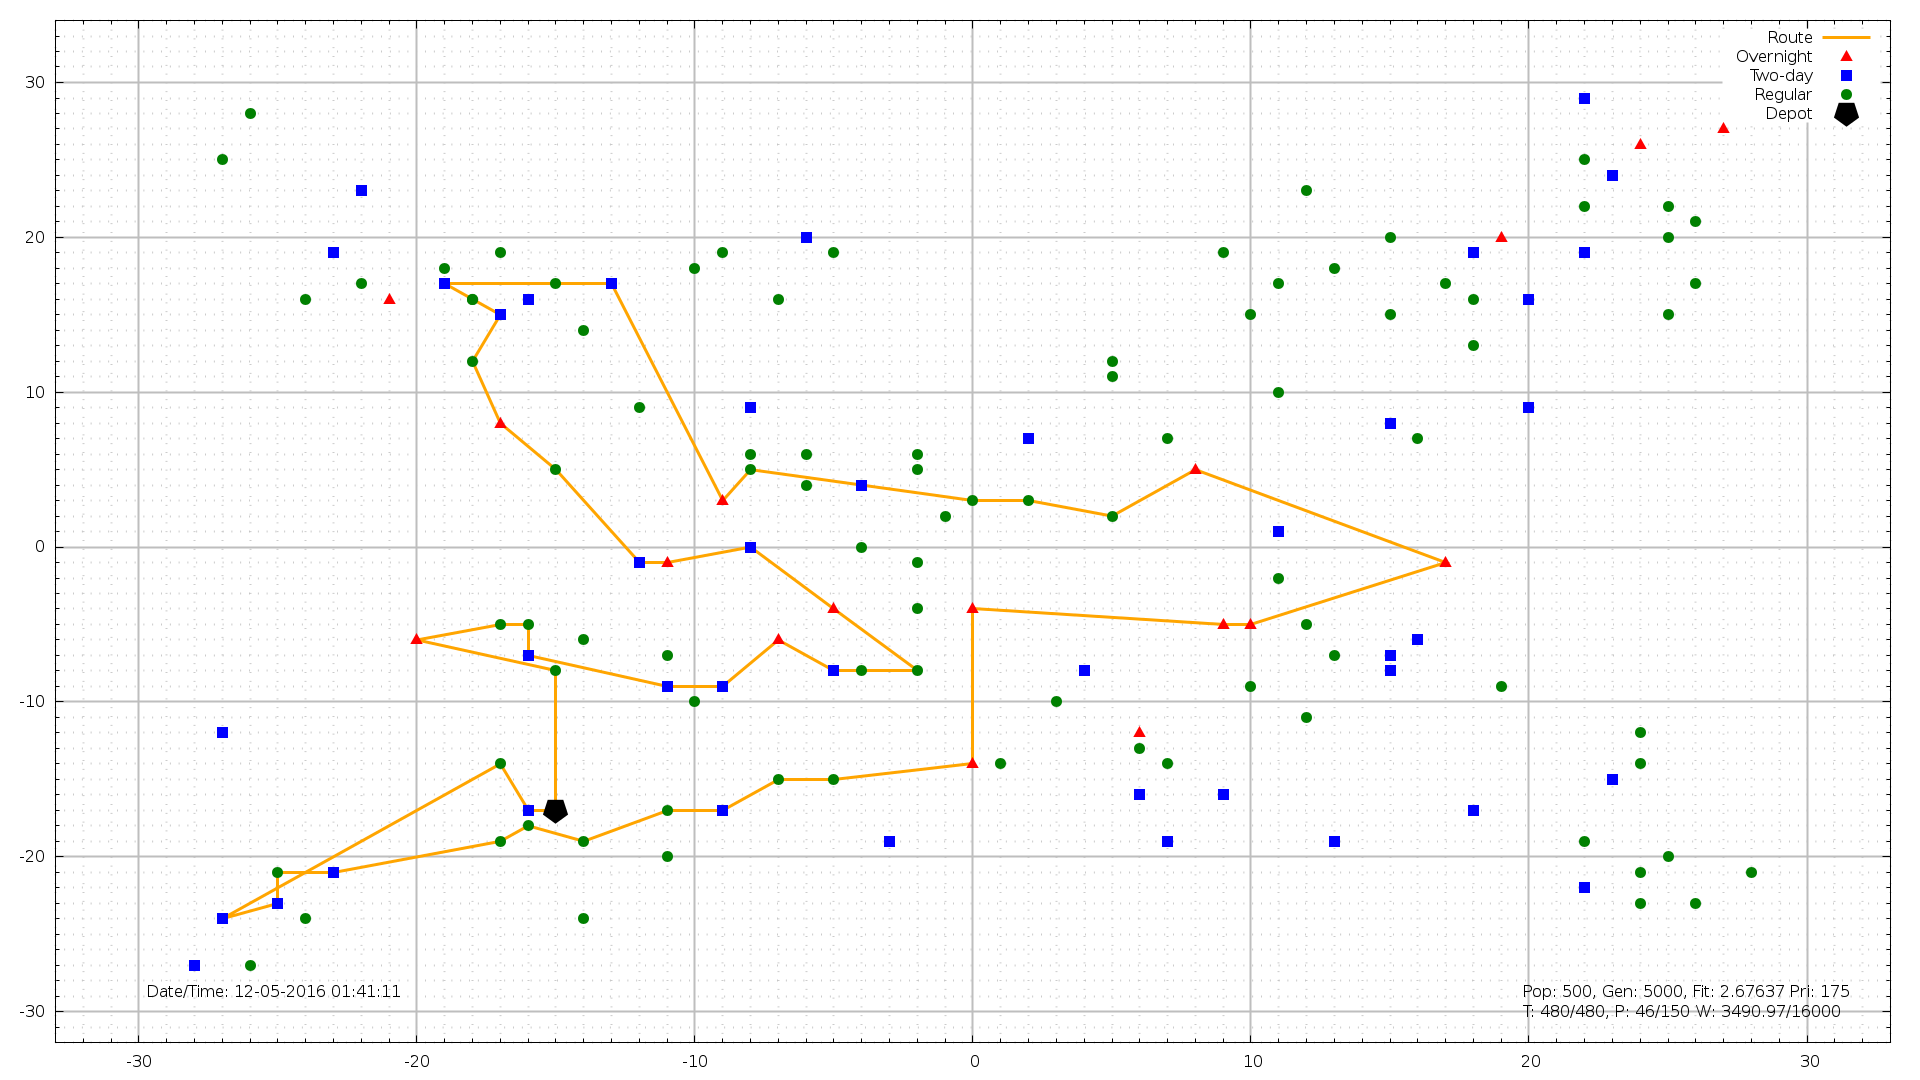 Route
Overnight
Two-day
Regular
Depot
30
20
10
0
-10
-20
-30
Date/Time: 12-05-2016 01:41:11
Pop: 500, Gen: 5000, Fit: 2.67637 Pri: 175
T: 480/480, P: 46/150 W: 3490.97/16000
-30
-20
-10
0
10
20
30